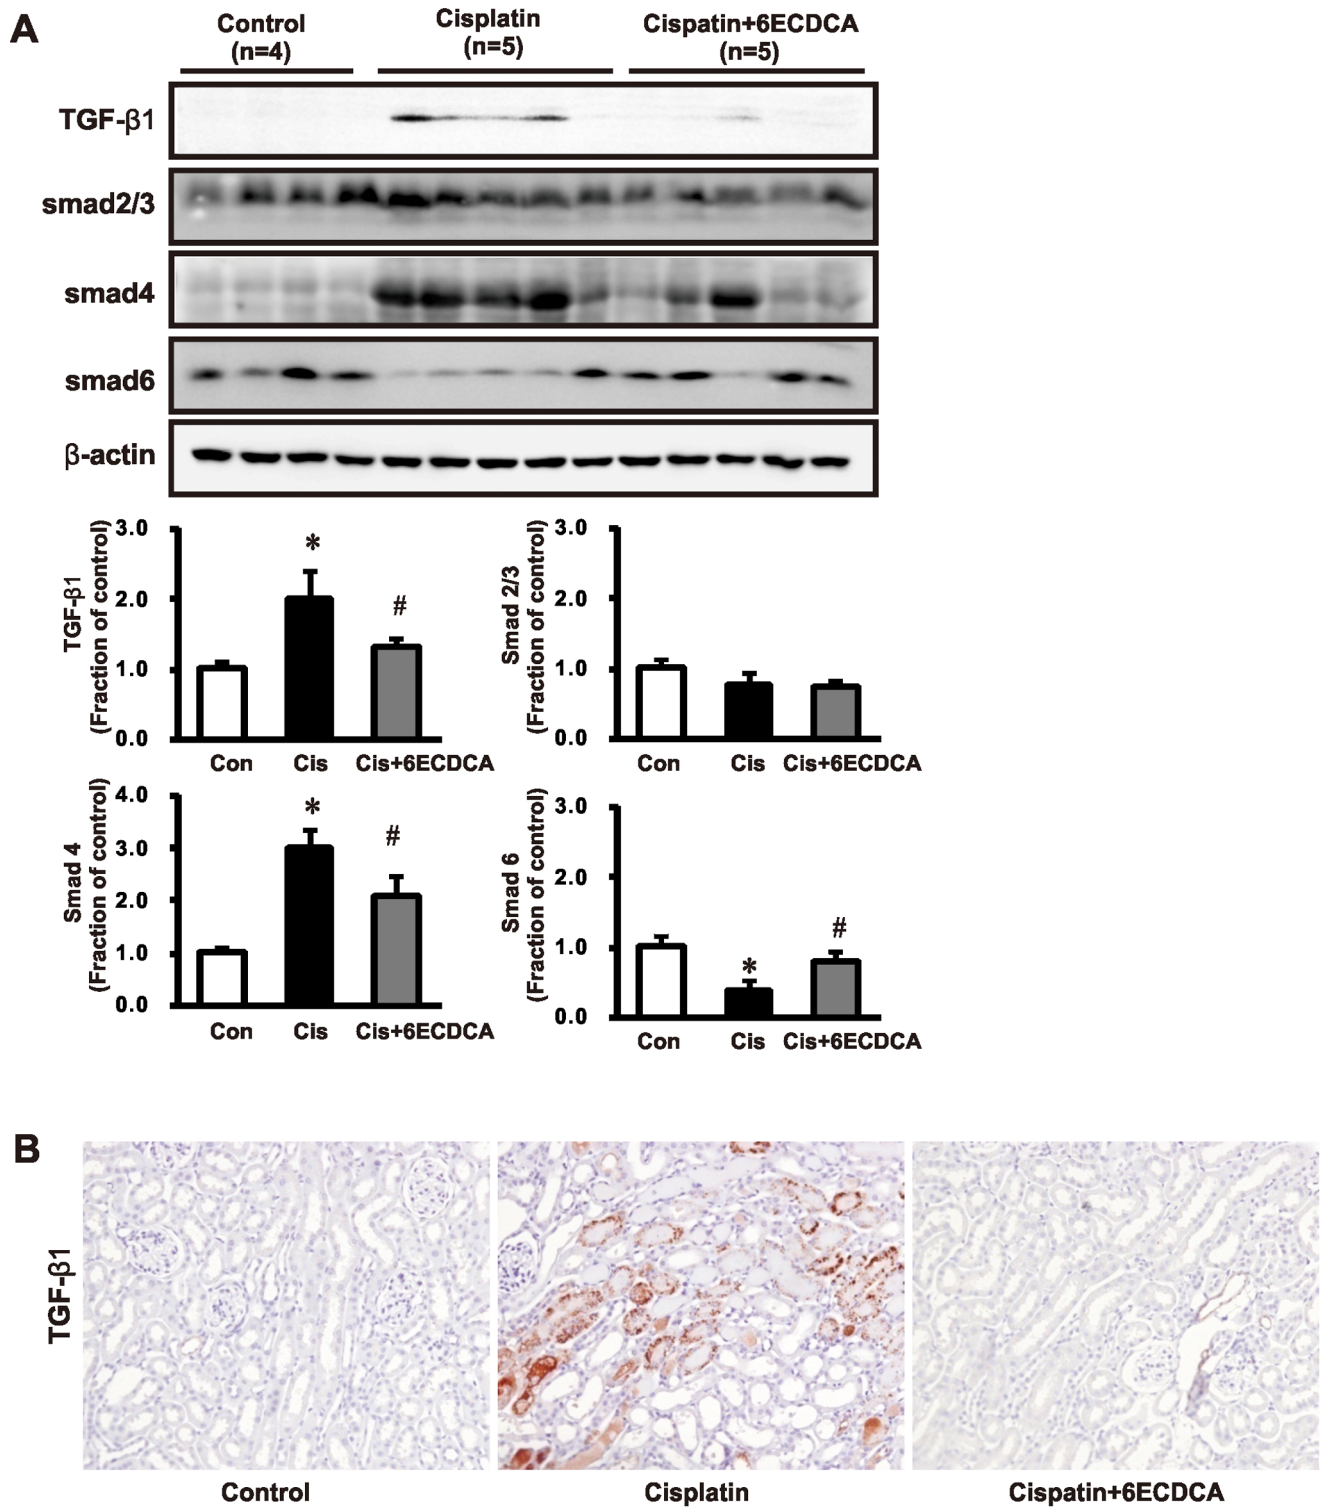 A
Control
(n=4)
Cisplatin
(n=5)
Cispatin+6ECDCA
(n=5)
TGF-β1
smad2/3
smad4
smad6
β-actin
TGF-β1
(Fraction of control)
3.0
2.0
1.0
0.0
*
#
Con
Cis
Cis+6ECDCA
Smad 2/3
(Fraction of control)
3.0
2.0
1.0
0.0
Con
Cis
Cis+6ECDCA
Smad 4
(Fraction of control)
4.0
3.0
2.0
1.0
0.0
*
#
Con
Cis
Cis+6ECDCA
Smad 6
(Fraction of control)
3.0
2.0
1.0
0.0
*
#
Con
Cis
Cis+6ECDCA
B
TGF-β1
Control
Cisplatin
Cispatin+6ECDCA